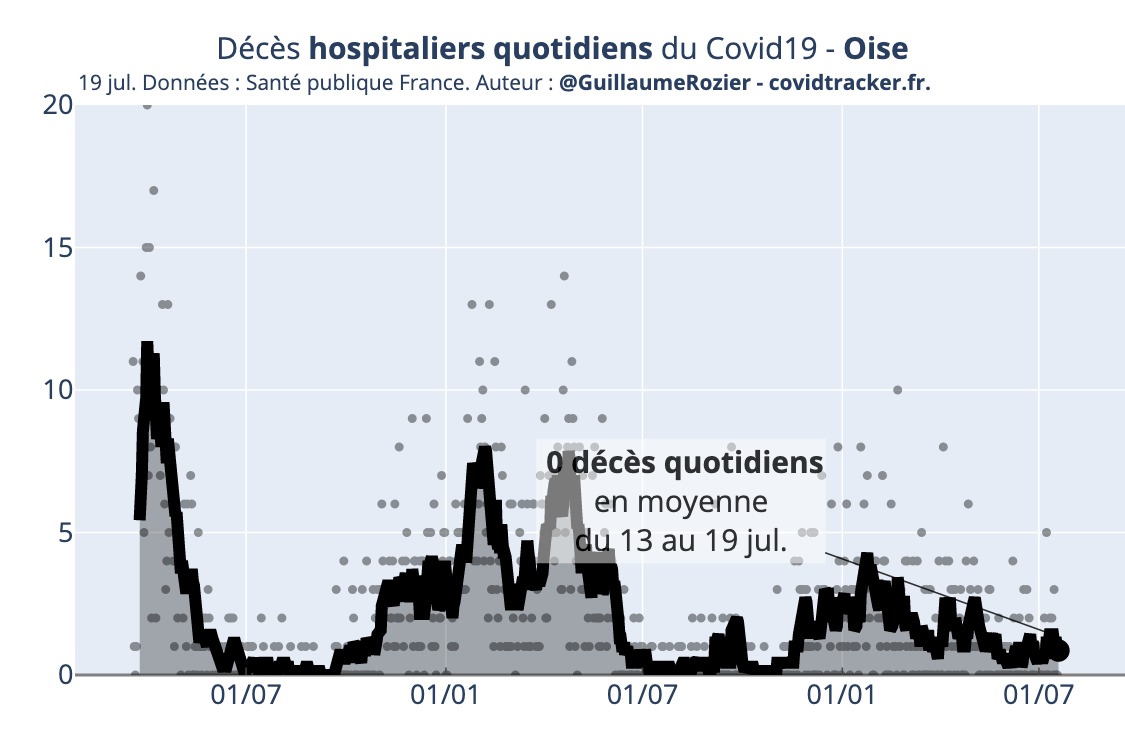 Décès hospitaliers quotidiens du Covid19 - Oise
19 jul. Données : Santé publique France. Auteur : @GuillaumeRozier - covidtracker.fr.
20
15
10
5
0
0 décès quotidiens
en moyenne
du 13 au 19 jul.
01/07 01/01 01/07 01/01 01/07